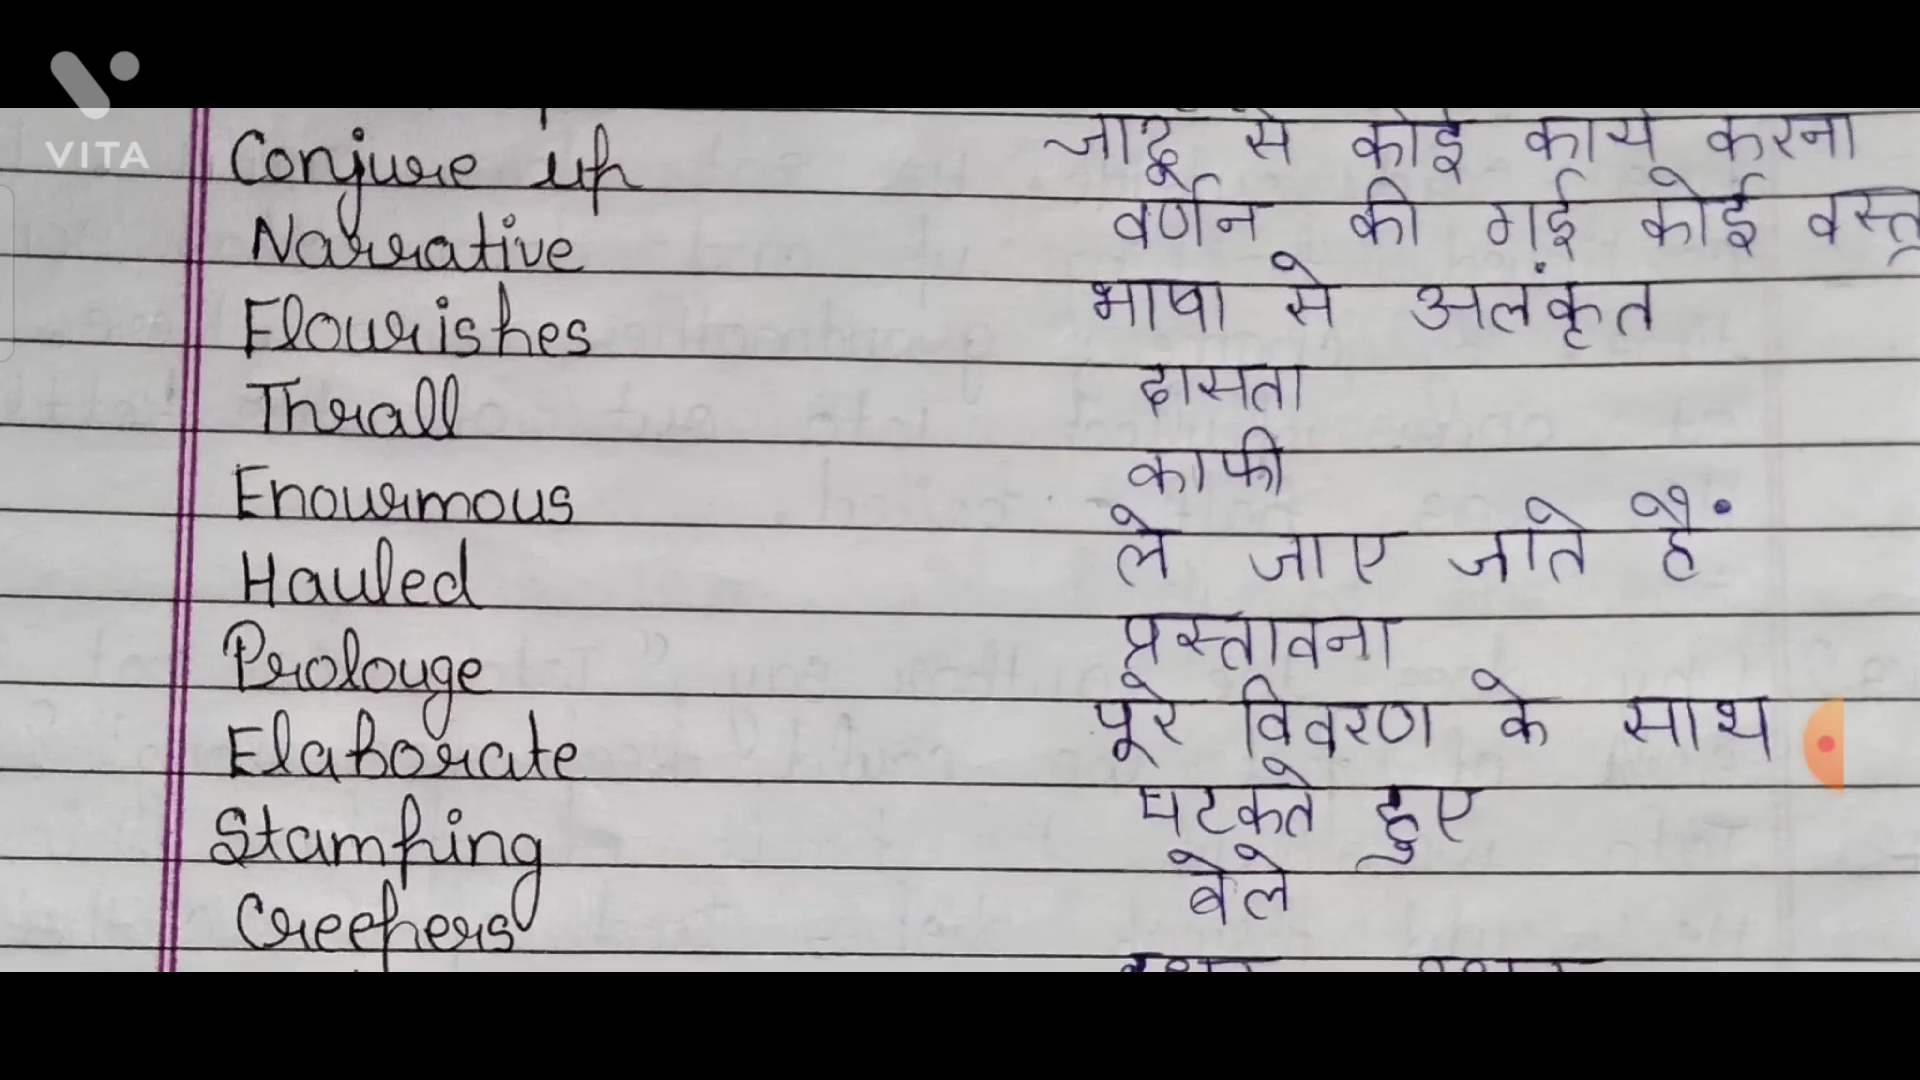 VITA
Conjure up जादू से कोई कार्य करना
Narrative वर्णन की गई कोई वस्तु
Flourishes भाषा से अलंकृत
Thrall दासता
Enourmous काफी
Hauled ले जाए जाते हैं
Prolouge प्रस्तावना
Elaborate पूरे विवरण के साथ
Stamping पटकते हुए
Creepers बेले